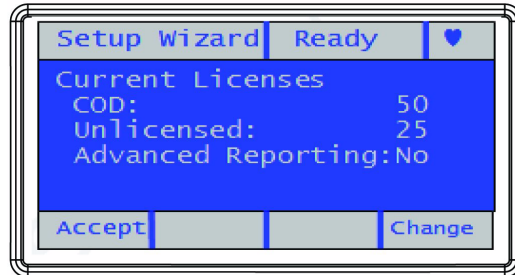 Setup Wizard Ready ♥
Current Licenses
COD: 50
Unlicensed: 25
Advanced Reporting:No
Accept Change